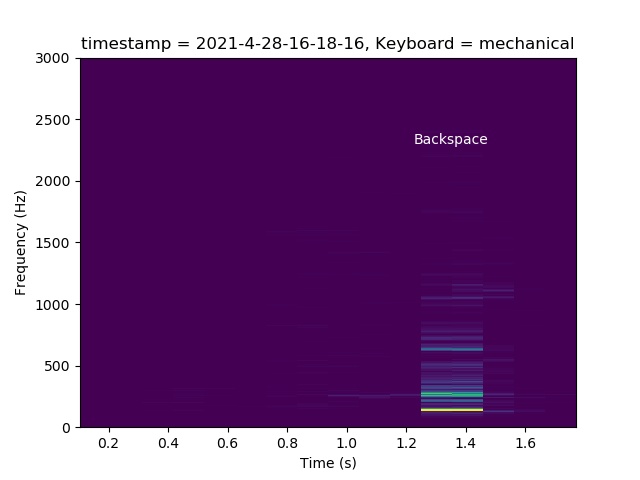 timestamp = 2021-4-28-16-18-16, Keyboard = mechanical
3000
2500
Backspace
2000
1500
1000
500
0
Frequency (Hz)
0.2 0.4 0.6 0.8 1.0 1.2 1.4 1.6
Time (s)